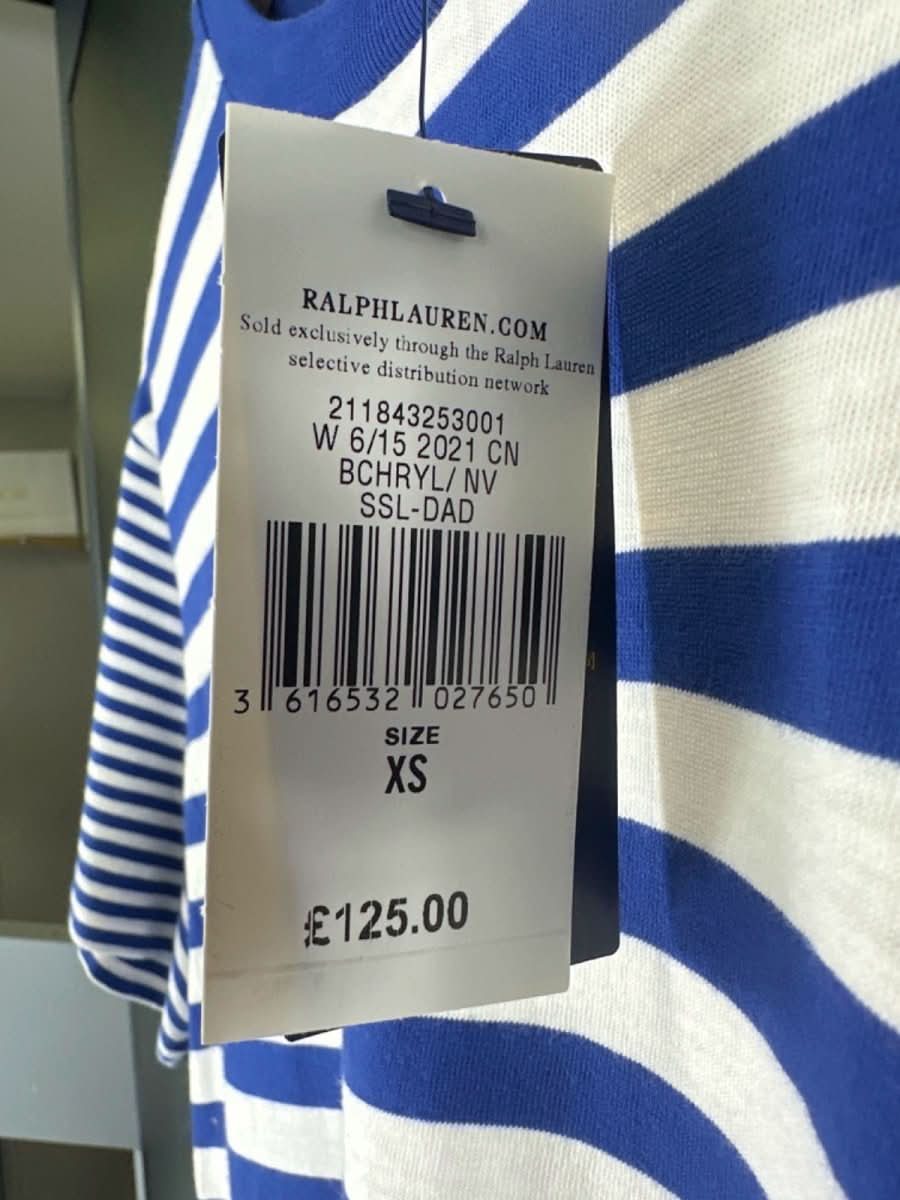 RALPHLAUREN.COM
Sold exclusively through the Ralph Lauren
selective distribution network
211843253001
W 6/15 2021 CN
BCHRYL/ NV
SSL-DAD
3 616532 027650
SIZE
XS
£125.00